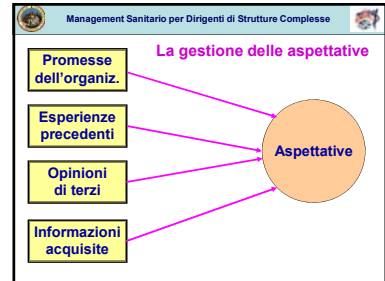 Management Sanitario per Dirigenti di Strutture Complesse
La gestione delle aspettative
Promesse
dell'organiz.
Esperienze
precedenti
Opinioni
di terzi
Informazioni
acquisite
Aspettative